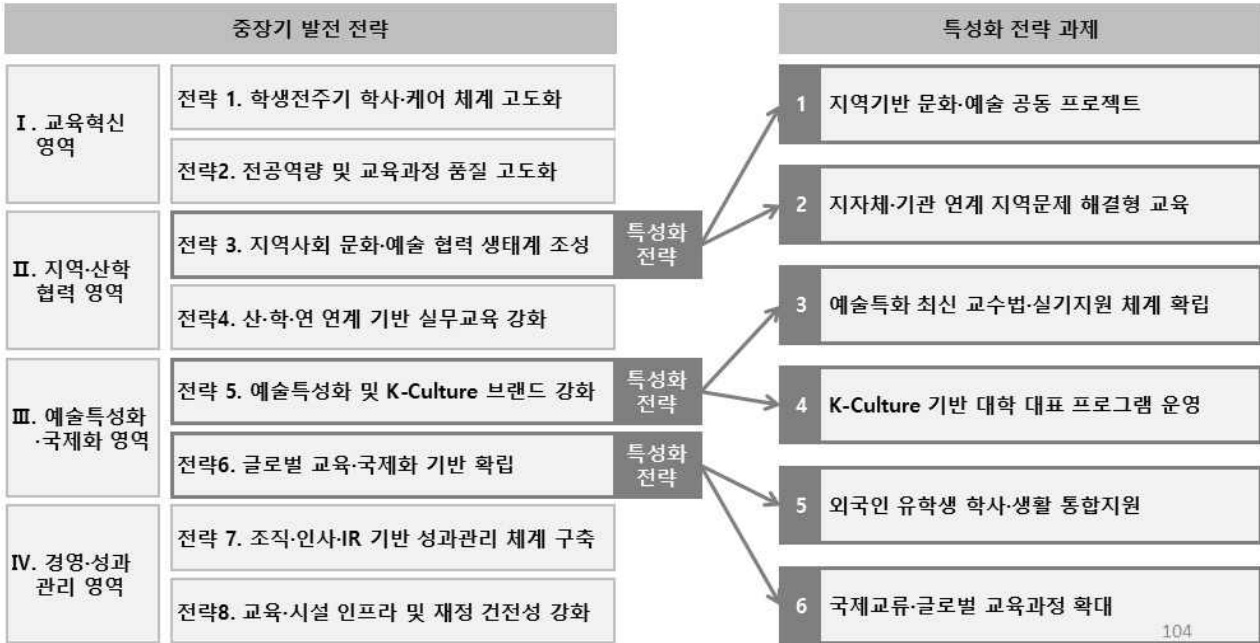 중장기 발전 전략
Ⅰ. 교육혁신
영역
전략 1. 학생전주기 학사·케어 체계 고도화
전략2. 전공역량 및 교육과정 품질 고도화
Ⅱ. 지역·산학
협력 영역
전략 3. 지역사회 문화·예술 협력 생태계 조성
특성화
전략
전략4. 산·학·연 연계 기반 실무교육 강화
Ⅲ. 예술특성화
·국제화 영역
전략 5. 예술특성화 및 K-Culture 브랜드 강화
특성화
전략
전략6. 글로벌 교육·국제화 기반 확립
특성화
전략
Ⅳ. 경영·성과
관리 영역
전략 7. 조직·인사·IR 기반 성과관리 체계 구축
전략8. 교육·시설 인프라 및 재정 건전성 강화
특성화 전략 과제
1 지역기반 문화·예술 공동 프로젝트
2 지자체·기관 연계 지역문제 해결형 교육
3 예술특화 최신 교수법·실기지원 체계 확립
4 K-Culture 기반 대학 대표 프로그램 운영
5 외국인 유학생 학사·생활 통합지원
6 국제교류·글로벌 교육과정 확대
104